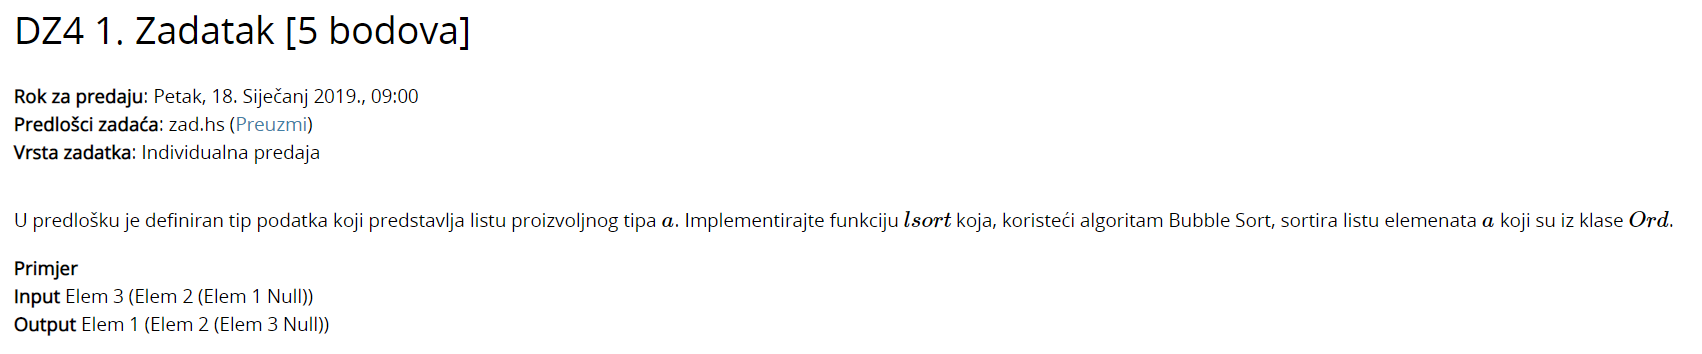 DZ4 1. Zadatak [5 bodova]
Rok za predaju: Petak, 18. Siječanj 2019., 09:00
Predlošci zadaća: zad.hs (Preuzmi)
Vrsta zadatka: Individualna predaja
U predlošku je definiran tip podatka koji predstavlja listu proizvoljnog tipa a. Implementirajte funkciju lsort koja, koristeći algoritam Bubble Sort, sortira listu elemenata a koji su iz klase Ord.
Primjer
Input Elem 3 (Elem 2 (Elem 1 Null))
Output Elem 1 (Elem 2 (Elem 3 Null))